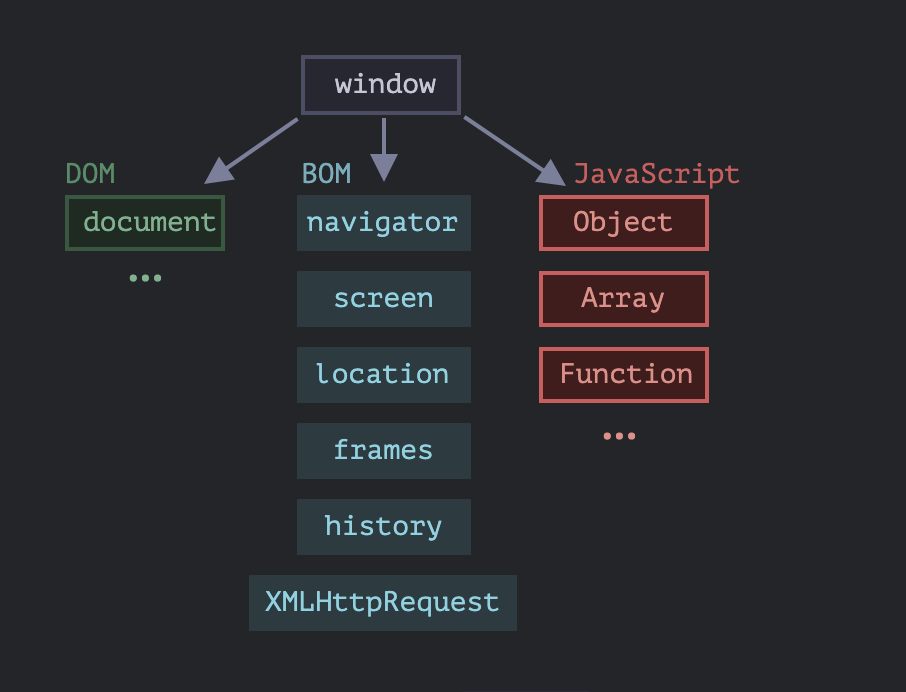 window
DOM
document
...
BOM
navigator
screen
location
frames
history
XMLHttpRequest
JavaScript
Object
Array
Function
...